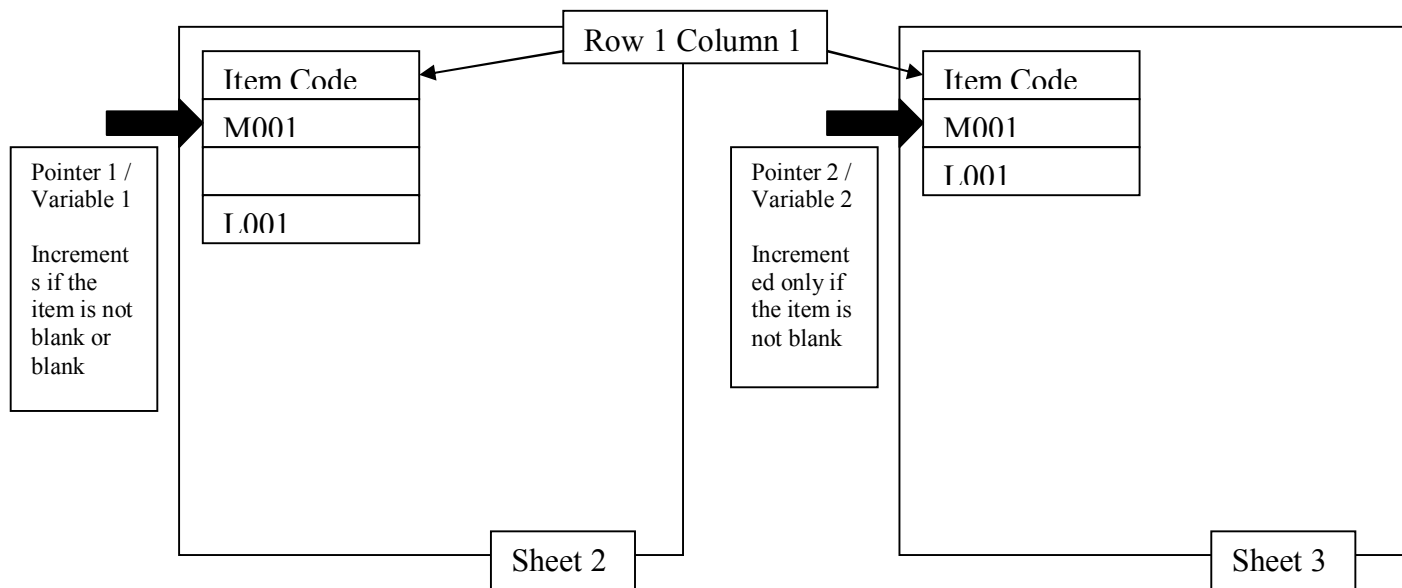 Row 1 Column 1
Item Code
M001
L001
Pointer 1 /
Variable 1
Increment
s if the
item is not
blank or
blank
Sheet 2
Item Code
M001
L001
Pointer 2 /
Variable 2
Increment
ed only if
the item is
not blank
Sheet 3